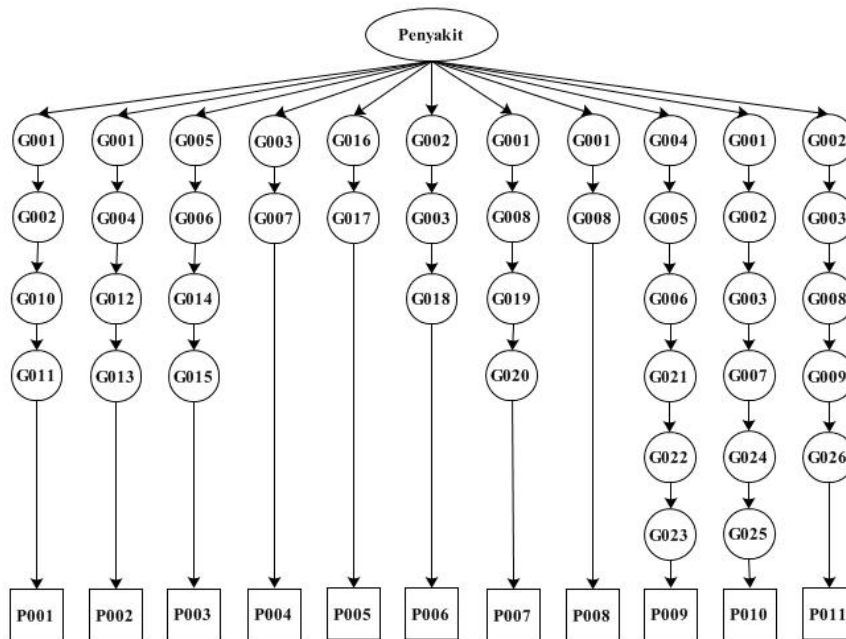 Penyakit
G001 G001 G005 G003 G016 G002 G001 G001 G004 G001 G002
G002 G004 G006 G007 G017 G003 G008 G008 G005 G002 G003
G010 G012 G014 G018 G019 G006 G003 G008
G011 G013 G015 G020 G021 G007 G009
G022 G024 G026
G023 G025
P001 P002 P003 P004 P005 P006 P007 P008 P009 P010 P011